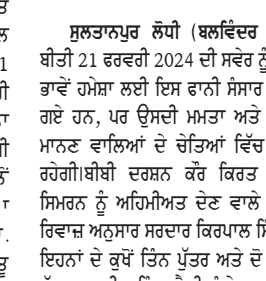 ਸੁਲਤਾਨਪੁਰ ਲੋਧੀ (ਬਲਵਿੰਦਰ
ਬੀਤੀ 21 ਫਰਵਰੀ 2024 ਦੀ ਸਵੇਰ ਨੂੰ
ਭਾਵੇਂ ਹਮੇਸ਼ਾ ਲਈ ਇਸ ਫਾਨੀ ਸੰਸਾਰ
ਗਏ ਹਨ, ਪਰ ਉਸਦੀ ਮਮਤਾ ਅਤੇ
ਮਾਨਣ ਵਾਲਿਆਂ ਦੇ ਚੇਤਿਆਂ ਵਿੱਚ
ਰਹੇਗੀ।ਬੀਬੀ ਦਰਸ਼ਨ ਕੌਰ ਕਿਰਤ
ਸਿਮਰਨ ਨੂੰ ਅਹਿਮੀਅਤ ਦੇਣ ਵਾਲੇ
ਰਿਵਾਜ਼ ਅਨੁਸਾਰ ਸਰਦਾਰ ਕਿਰਪਾਲ
ਇਹਨਾਂ ਦੇ ਕੁਖੋਂ ਤਿੰਨ ਪੁੱਤਰ ਅਤੇ ਦੋ